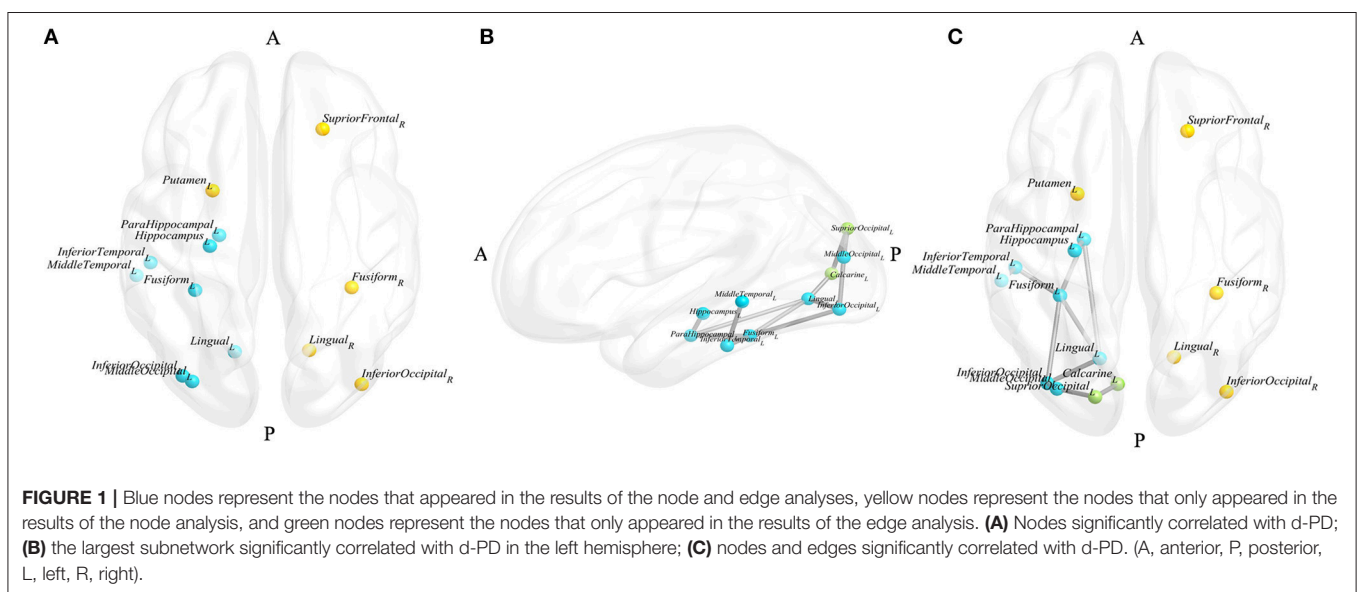 A
A
SupriorFrontal_R
Putamen_L
ParaHippocampal_L
Hippocampus_L
InferiorTemporal_L
MiddleTemporal_L
Fusiform_L
Fusiform_R
Lingual_L
Lingual_R
InferiorOccipital_L
MiddleOccipital_L
InferiorOccipital_R
P
B
A
P
SupriorOccipital_L
MiddleOccipital_L
Calcarine_L
MiddleTemporal_L
Lingual_L
InferiorOccipital_L
Hippocampus_L
ParaHippocampal_L
Fusiform_L
InferiorTemporal_L
C
A
SupriorFrontal_R
Putamen_L
ParaHippocampal_L
Hippocampus_L
InferiorTemporal_L
MiddleTemporal_L
Fusiform_L
Fusiform_R
Lingual_L
Lingual_R
InferiorOccipital_L
Calcarine_L
MiddleOccipital_L
SupriorOccipital_L
InferiorOccipital_R
P
FIGURE 1 | Blue nodes represent the nodes that appeared in the results of the node and edge analyses, yellow nodes represent the nodes that only appeared in the
results of the node analysis, and green nodes represent the nodes that only appeared in the results of the edge analysis. (A) Nodes significantly correlated with d-PD;
(B) the largest subnetwork significantly correlated with d-PD in the left hemisphere; (C) nodes and edges significantly correlated with d-PD. (A, anterior, P, posterior,
L, left, R, right).